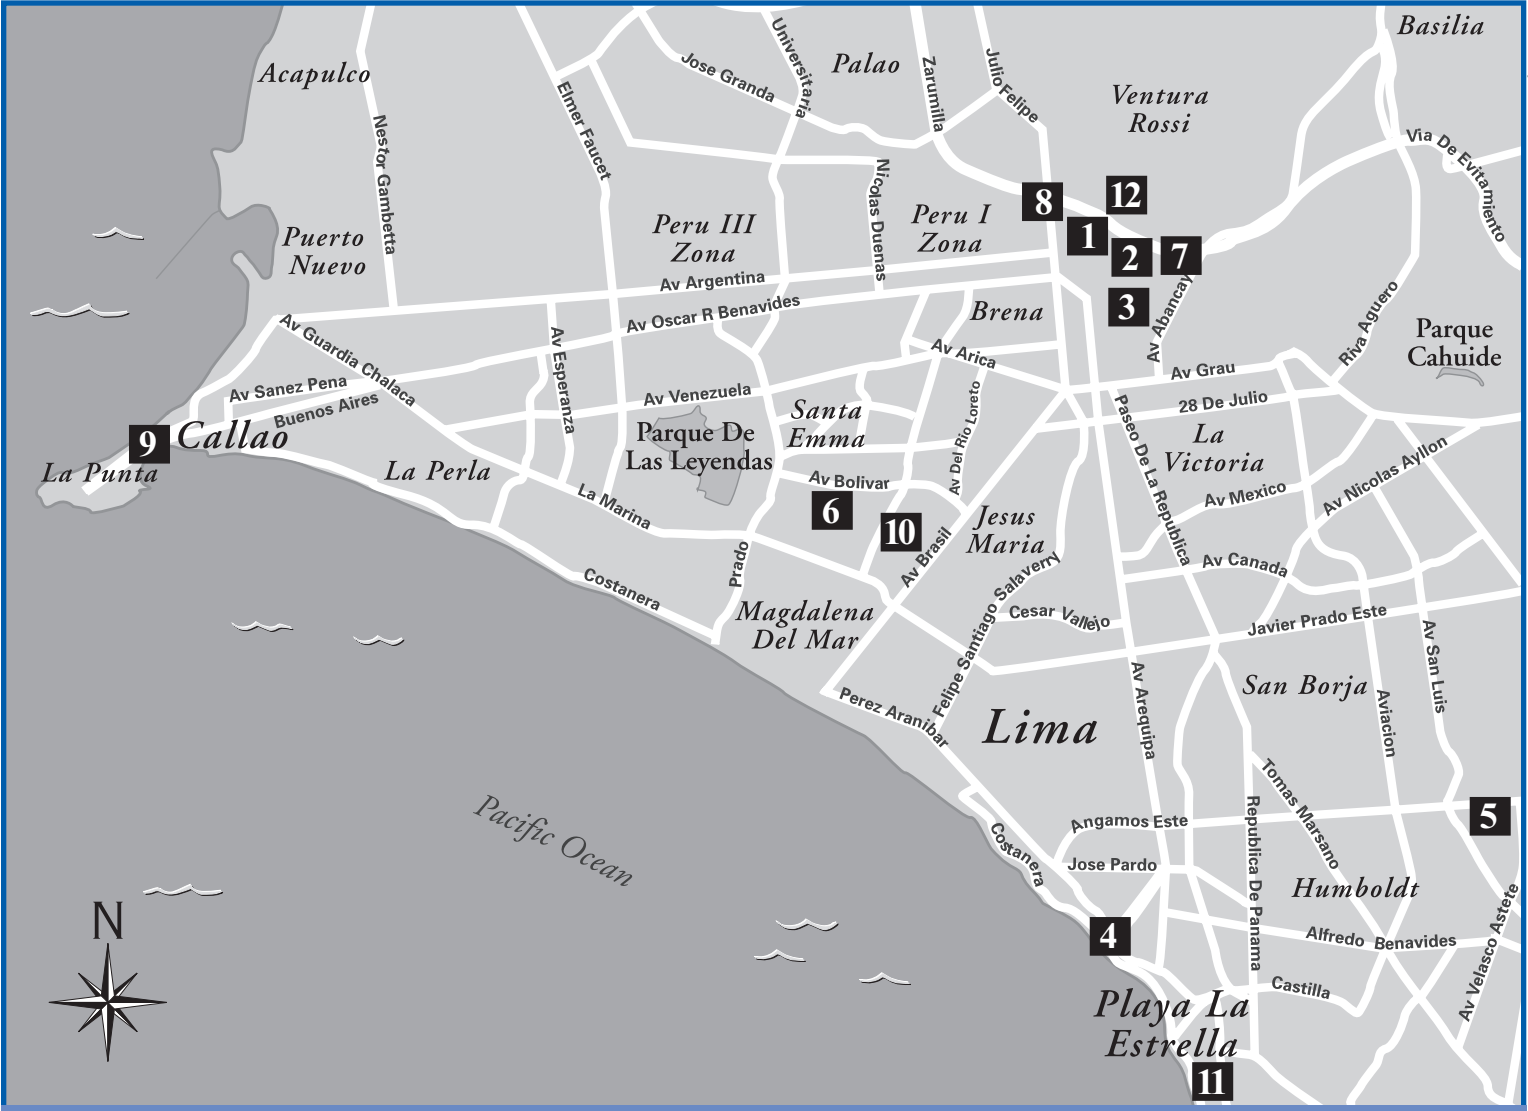 Basilia
Acapulco
Palao
Ventura
Rossi
Universitaria
Jose Granda
Zarumilla
Julio Felipe
Elmer Faucet
Nestor Gambetta
Nicolas Duenas
Via De Evitamiento
8
12
1
2
7
3
Puerto
Nuevo
Peru III
Zona
Peru I
Zona
Av Argentina
Av Oscar R Benavides
Brena
Av Abancay
Riva Aguero
Parque
Cahuide
Av Guardia Chalaca
Av Esperanza
Av Arica
Av Grau
Av Sanez Pena
Buenos Aires
Av Venezuela
28 De Julio
Santa
Emma
Av Del Rio Loreto
Paseo De La Republica
La
Victoria
9
Callao
La Punta
La Perla
Parque De
Las Leyendas
Av Bolivar
6
10
Av Mexico
Av Nicolas Ayllon
La Marina
Jesus
Maria
Av Brasil
Prado
Av Canada
Costanera
Magdalena
Del Mar
Felipe Santiago Salaverry
Cesar Vallejo
Javier Prado Este
Av San Luis
Perez Aranibar
Lima
Av Arequipa
San Borja
Aviacion
Tomas Marsano
Pacific Ocean
Costanera
Angamos Este
Jose Pardo
Republica De Panama
5
Humboldt
4
Alfredo Benavides
Av Velasco Astete
Castilla
Playa La
Estrella
11
N